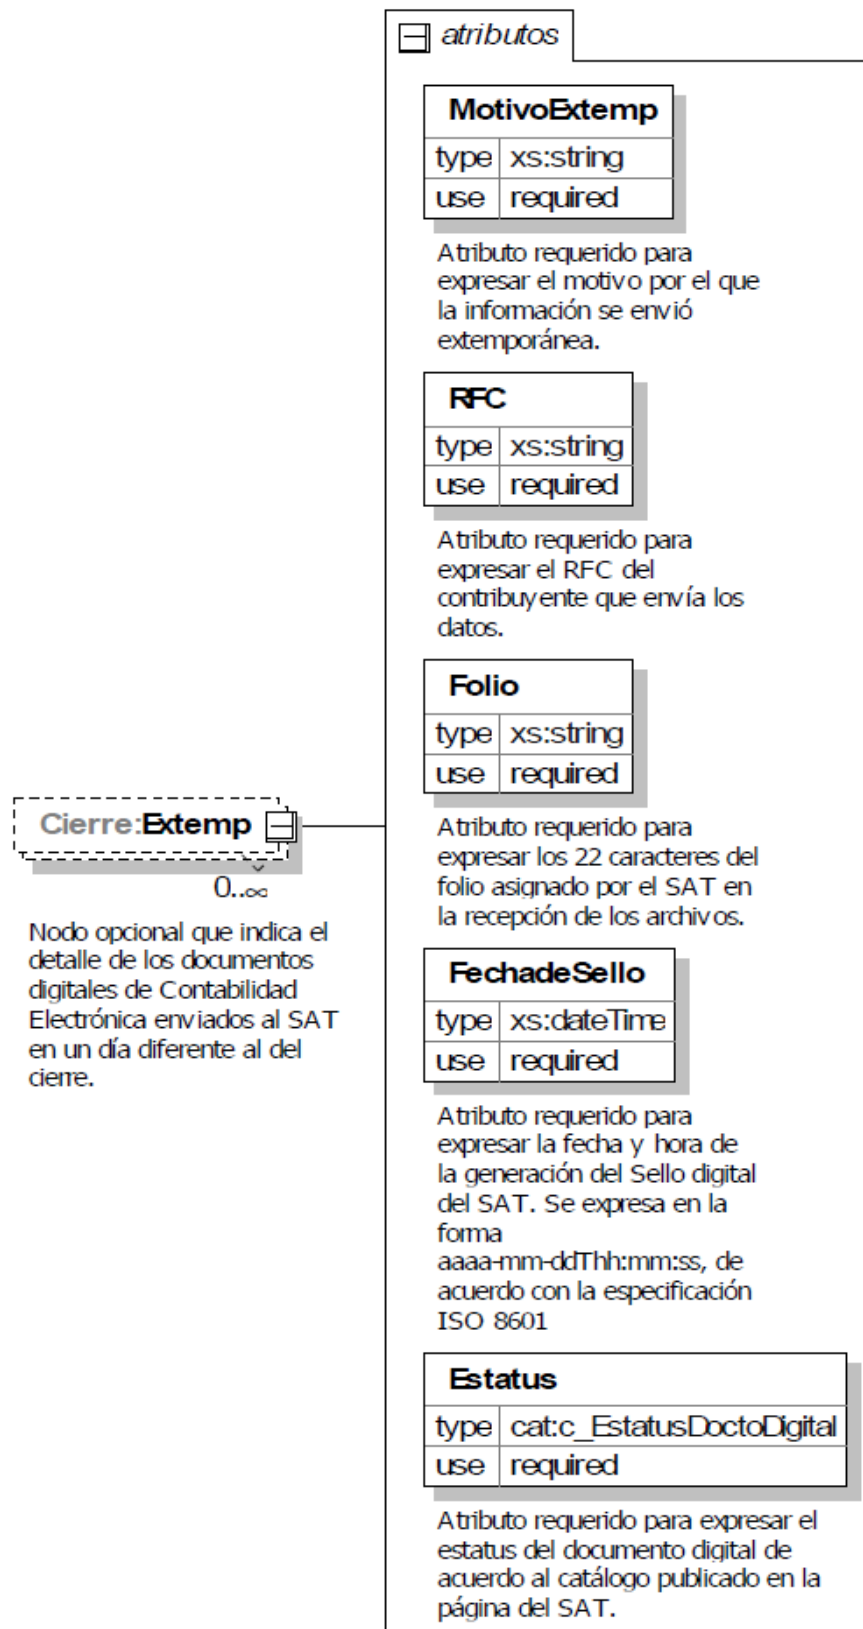 atributos
MotivoExtemp
type xs:string
use required
Atributo requerido para
expresar el motivo por el que
la información se envió
extemporánea.
RFC
type xs:string
use required
Atributo requerido para
expresar el RFC del
contribuyente que envía los
datos.
Folio
type xs:string
use required
Atributo requerido para
expresar los 22 caracteres del
folio asignado por el SAT en
la recepción de los archivos.
Cierre:Extemp
0..∞
Nodo opcional que indica el
detalle de los documentos
digitales de Contabilidad
Electrónica enviados al SAT
en un día diferente al del
cierre.
FechadeSello
type xs:dateTime
use required
Atributo requerido para
expresar la fecha y hora de
la generación del Sello digital
del SAT. Se expresa en la
forma
aaaa-mm-ddThh:mm:ss, de
acuerdo con la especificación
ISO 8601
Estatus
type cat:c_EstatusDoctoDigital
use required
Atributo requerido para expresar el
estatus del documento digital de
acuerdo al catálogo publicado en la
página del SAT.